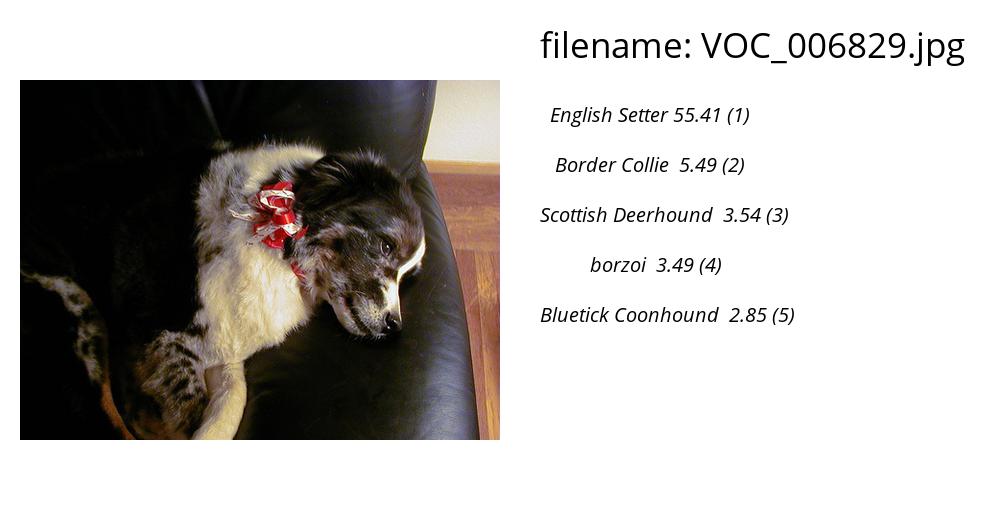 filename: VOC_006829.jpg
English Setter 55.41 (1)
Border Collie 5.49 (2)
Scottish Deerhound 3.54 (3)
borzoi 3.49 (4)
Bluetick Coonhound 2.85 (5)